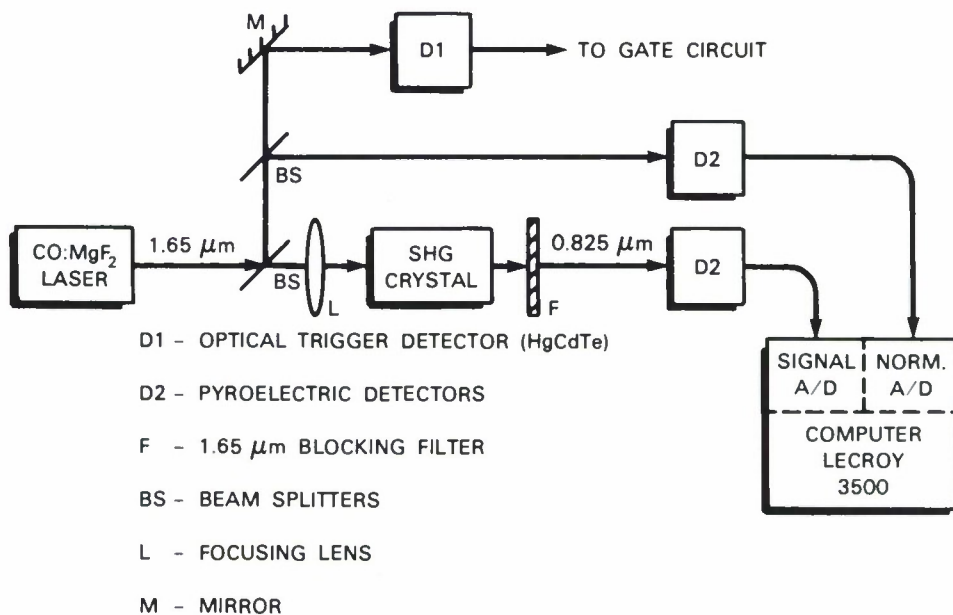 M
D1
TO GATE CIRCUIT
BS
D2
CO:MgF₂
LASER
1.65 μm
BS
L
SHG
CRYSTAL
F
0.825 μm
D2
D1 – OPTICAL TRIGGER DETECTOR (HgCdTe)
D2 – PYROELECTRIC DETECTORS
F – 1.65 μm BLOCKING FILTER
BS – BEAM SPLITTERS
L – FOCUSING LENS
M – MIRROR
SIGNAL
A/D
NORM.
A/D
COMPUTER
LECROY
3500